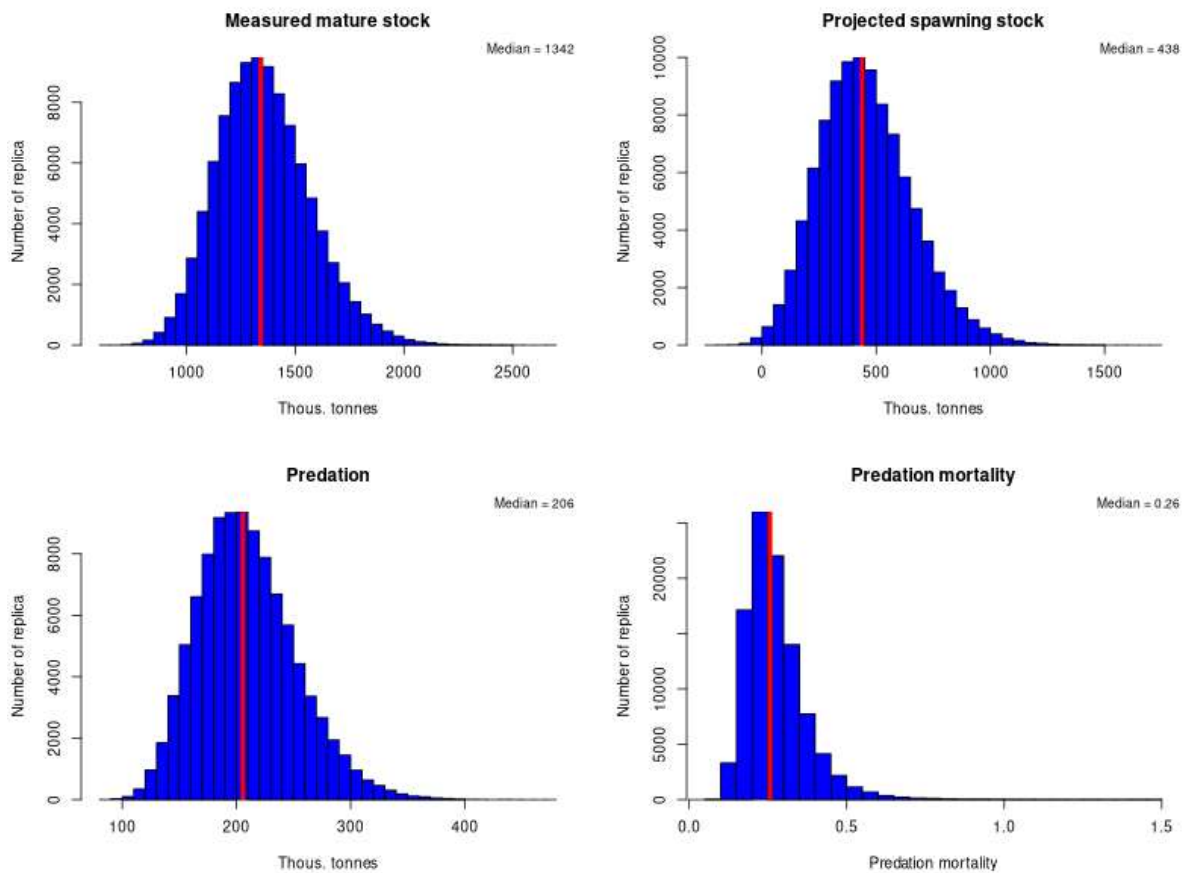 Measured mature stock
Median = 1342
Number of replica
0 2000 4000 6000 8000
1000 1500 2000 2500
Thous. tonnes
Projected spawning stock
Median = 438
Number of replica
0 2000 4000 6000 8000 10000
0 500 1000 1500
Thous. tonnes
Predation
Median = 206
Number of replica
0 2000 4000 6000 8000
100 200 300 400
Thous. tonnes
Predation mortality
Median = 0.26
Number of replica
0 5000 10000 20000
0.0 0.5 1.0 1.5
Predation mortality